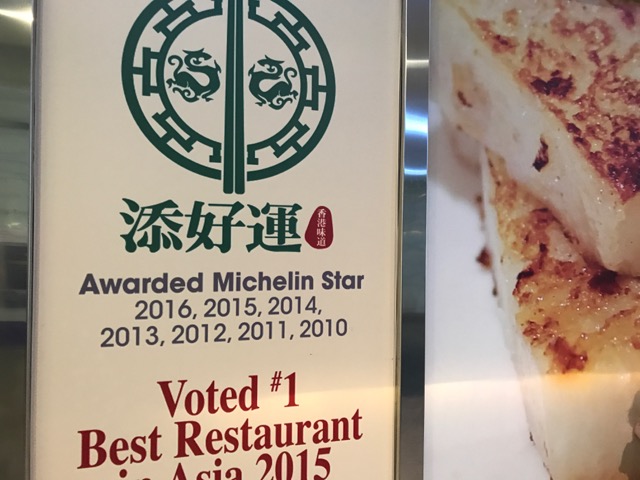 添好運
香港味道
Awarded Michelin Star
2016, 2015, 2014,
2013, 2012, 2011, 2010
Voted #1
Best Restaurant
in Asia 2015